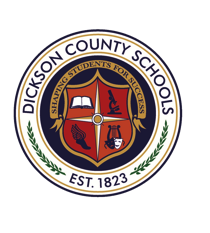 DICKSON COUNTY SCHOOLS
SHAPING STUDENTS FOR SUCCESS
EST. 1823